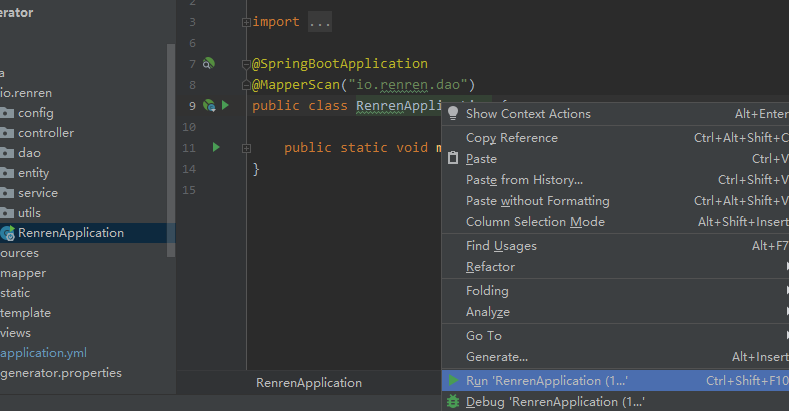 erator
a
io.renren
config
controller
dao
entity
service
utils
RenrenApplication
ources
mapper
static
template
views
application.yml
generator.properties
2
3 import ...
6
7 @SpringBootApplication
8 @MapperScan("io.renren.dao")
9 public class RenrenApplication {
10
11 public static void m
14 }
15
RenrenApplication
Show Context Actions Alt+Enter
Copy Reference Ctrl+Alt+Shift+C
Paste Ctrl+V
Paste from History... Ctrl+Shift+V
Paste without Formatting Ctrl+Alt+Shift+V
Column Selection Mode Alt+Shift+Insert
Find Usages Alt+F7
Refactor
Folding
Analyze
Go To
Generate... Alt+Insert
Run 'RenrenApplication (1...' Ctrl+Shift+F10
Debug 'RenrenApplication (1...'